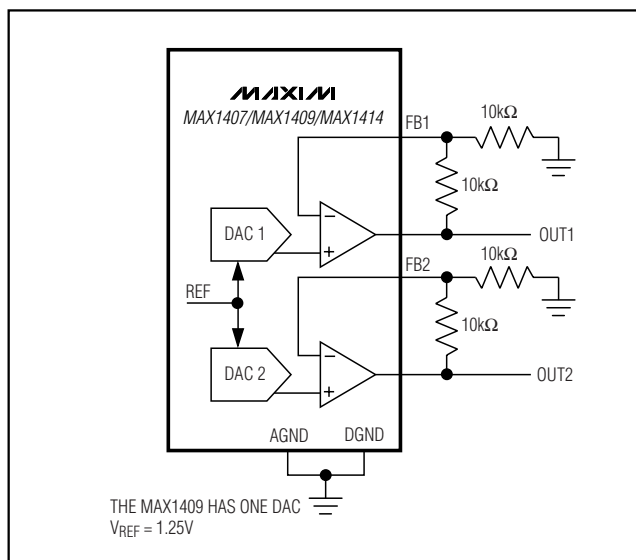 MAXIM
MAX1407/MAX1409/MAX1414
FB1
10kΩ
10kΩ
DAC 1
−
+
OUT1
REF
FB2
10kΩ
10kΩ
DAC 2
−
+
OUT2
AGND
DGND
THE MAX1409 HAS ONE DAC
VREF = 1.25V